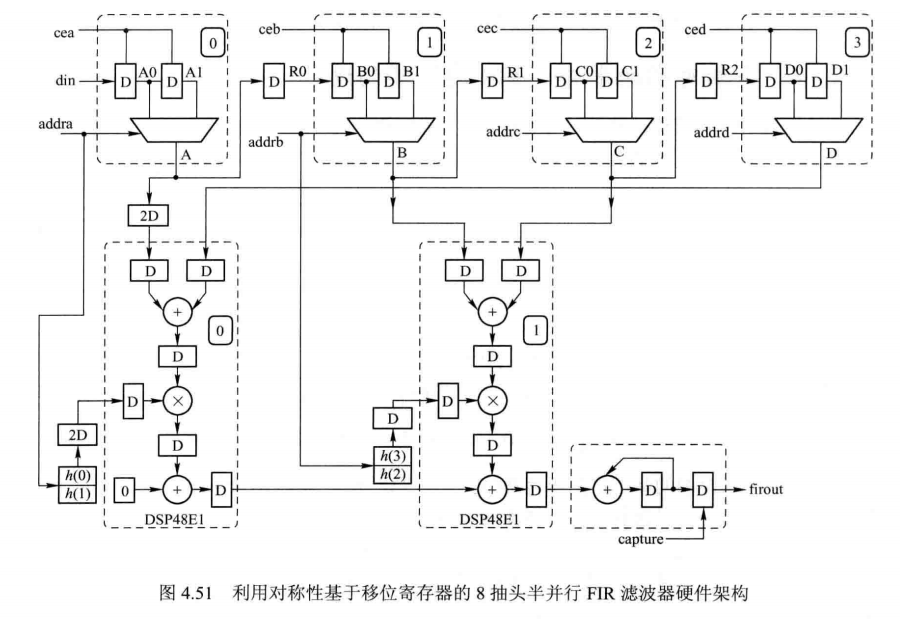 cea
0
ceb
1
cec
2
ced
3
din
D
A0
D
A1
D
R0
D
B0
D
B1
D
R1
D
C0
D
C1
D
R2
D
D0
D
D1
addra
addrb
addrc
addrd
A
B
C
D
2D
D
D
D
D
+
+
0
1
D
D
D
×
D
×
2D
D
D
D
h(0)
h(1)
h(3)
h(2)
0
+
D
+
D
+
D
D
firout
DSP48E1
DSP48E1
capture
图 4.51 利用对称性基于移位寄存器的 8 抽头半并行 FIR 滤波器硬件架构